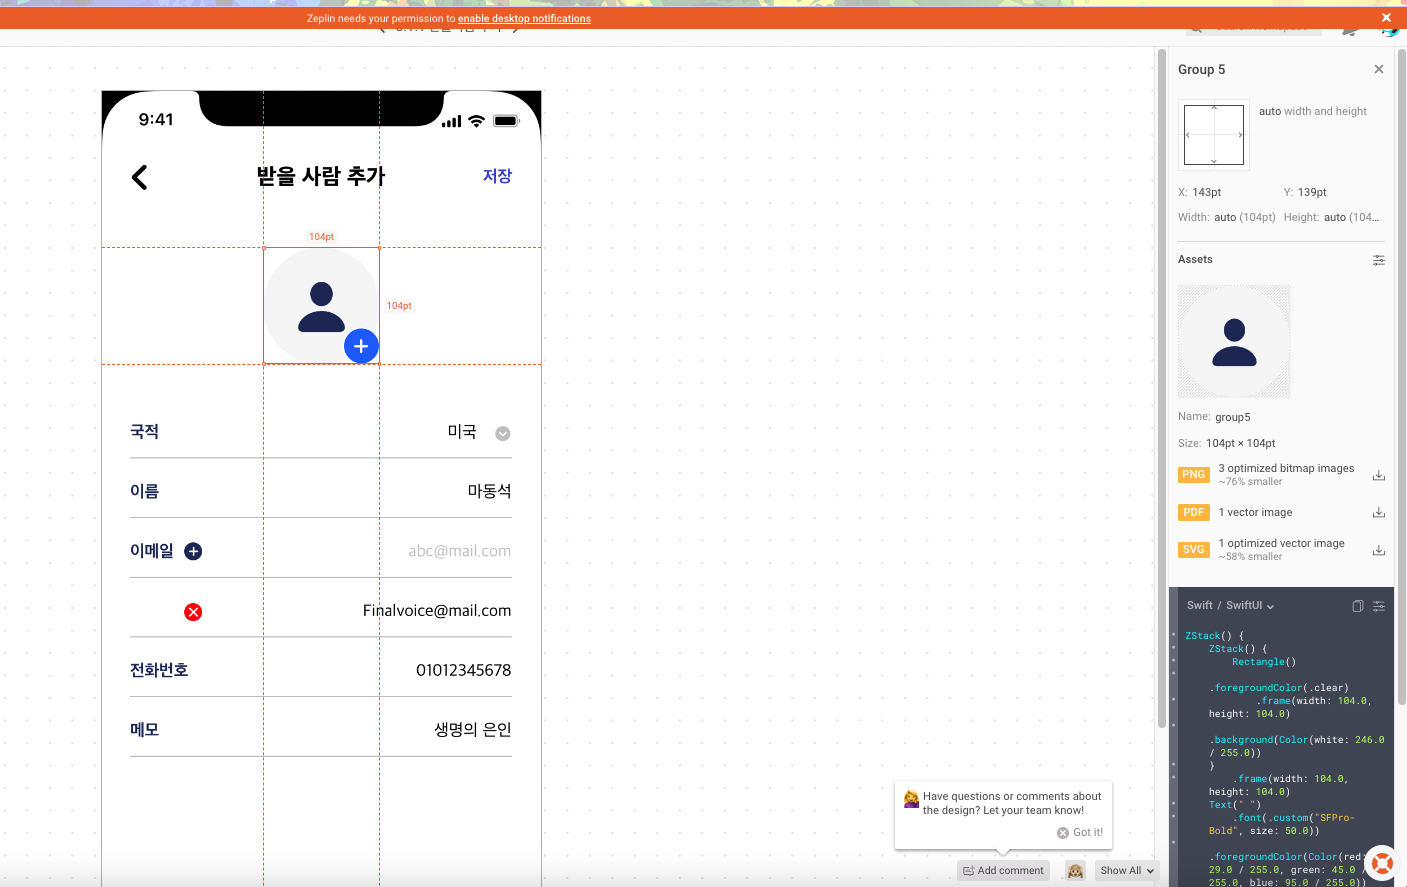 Zeplin needs your permission to enable desktop notifications
Group 5
auto width and height
X: 143pt
Y: 139pt
Width: auto (104pt) Height: auto (104...
Assets
Name: group5
Size: 104pt × 104pt
PNG 3 optimized bitmap images
~76% smaller
PDF 1 vector image
SVG 1 optimized vector image
~58% smaller
Swift / SwiftUI
ZStack() {
ZStack() {
Rectangle()
.foregroundColor(.clear)
.frame(width: 104.0,
height: 104.0)
.background(Color(white: 246.0
/ 255.0))
}
.frame(width: 104.0,
height: 104.0)
Text(" ")
.font(.custom("SFPro-
Bold", size: 50.0))
.foregroundColor(Color(red:
29.0 / 255.0, green: 45.0 /
255.0, blue: 95.0 / 255.0))
9:41
받을 사람 추가
저장
104pt
104pt
국적 미국
이름 마동석
이메일 abc@mail.com
Finalvoice@mail.com
전화번호 01012345678
메모 생명의 은인
Have questions or comments about
the design? Let your team know!
Got it!
Add comment
Show All